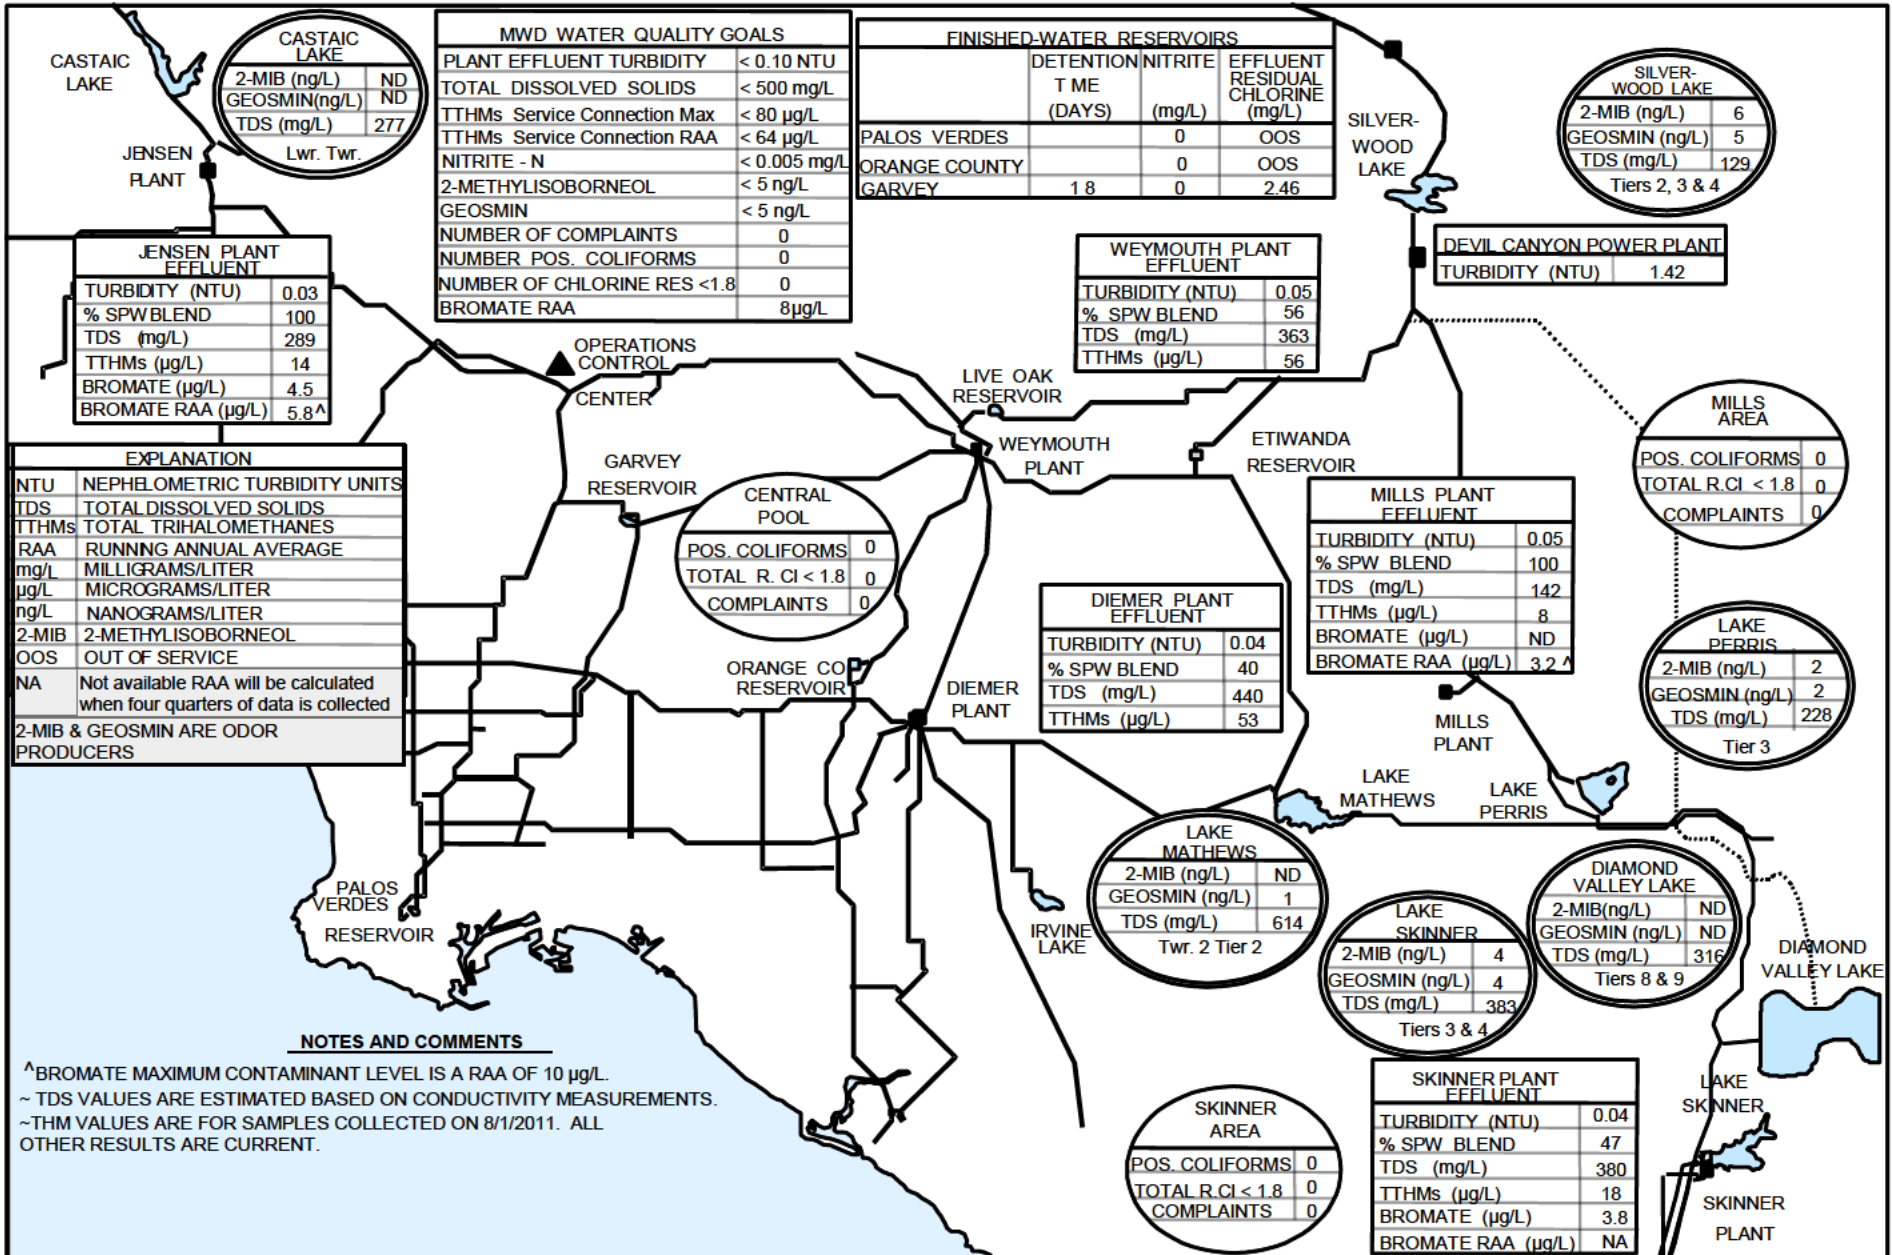 CASTAIC
LAKE
CASTAIC
LAKE
2-MIB (ng/L) ND
GEOSMIN(ng/L) ND
TDS (mg/L) 277
Lwr. Twr.
JENSEN
PLANT
MWD WATER QUALITY GOALS
PLANT EFFLUENT TURBIDITY < 0.10 NTU
TOTAL DISSOLVED SOLIDS < 500 mg/L
TTHMs Service Connection Max < 80 µg/L
TTHMs Service Connection RAA < 64 µg/L
NITRITE - N < 0.005 mg/L
2-METHYLISOBORNEOL < 5 ng/L
GEOSMIN < 5 ng/L
NUMBER OF COMPLAINTS 0
NUMBER POS. COLIFORMS 0
NUMBER OF CHLORINE RES <1.8 0
BROMATE RAA 8µg/L
FINISHED-WATER RESERVOIRS
DETENTION NITRITE EFFLUENT
RESIDUAL
T ME CHLORINE
(DAYS) (mg/L) (mg/L)
PALOS VERDES 0 OOS
ORANGE COUNTY 0 OOS
GARVEY 1 8 0 2.46
SILVER-
WOOD
LAKE
SILVER-
WOOD LAKE
2-MIB (ng/L) 6
GEOSMIN (ng/L) 5
TDS (mg/L) 129
Tiers 2, 3 & 4
DEVIL CANYON POWER PLANT
TURBIDITY (NTU) 1.42
JENSEN PLANT
EFFLUENT
TURBIDITY (NTU) 0.03
% SPW BLEND 100
TDS (mg/L) 289
TTHMs (µg/L) 14
BROMATE (µg/L) 4.5
BROMATE RAA (µg/L) 5.8^
WEYMOUTH PLANT
EFFLUENT
TURBIDITY (NTU) 0.05
% SPW BLEND 56
TDS (mg/L) 363
TTHMs (µg/L) 56
OPERATIONS
CONTROL
CENTER
LIVE OAK
RESERVOIR
WEYMOUTH
PLANT
ETIWANDA
RESERVOIR
GARVEY
RESERVOIR
MILLS
AREA
POS. COLIFORMS 0
TOTAL R.Cl < 1.8 0
COMPLAINTS 0
EXPLANATION
NTU NEPHELOMETRIC TURBIDITY UNITS
TDS TOTAL DISSOLVED SOLIDS
TTHMs TOTAL TRIHALOMETHANES
RAA RUNNING ANNUAL AVERAGE
mg/L MILLIGRAMS/LITER
µg/L MICROGRAMS/LITER
ng/L NANOGRAMS/LITER
2-MIB 2-METHYLISOBORNEOL
OOS OUT OF SERVICE
NA Not available RAA will be calculated
when four quarters of data is collected
2-MIB & GEOSMIN ARE ODOR
PRODUCERS
CENTRAL
POOL
POS. COLIFORMS 0
TOTAL R. Cl < 1.8 0
COMPLAINTS 0
MILLS PLANT
EFFLUENT
TURBIDITY (NTU) 0.05
% SPW BLEND 100
TDS (mg/L) 142
TTHMs (µg/L) 8
BROMATE (µg/L) ND
BROMATE RAA (µg/L) 3.2 ^
DIEMER PLANT
EFFLUENT
TURBIDITY (NTU) 0.04
% SPW BLEND 40
TDS (mg/L) 440
TTHMs (µg/L) 53
LAKE
PERRIS
2-MIB (ng/L) 2
GEOSMIN (ng/L) 2
TDS (mg/L) 228
Tier 3
ORANGE CO
RESERVOIR
DIEMER
PLANT
MILLS
PLANT
LAKE
MATHEWS
LAKE
PERRIS
LAKE
MATHEWS
2-MIB (ng/L) ND
GEOSMIN (ng/L) 1
TDS (mg/L) 614
Twr. 2 Tier 2
DIAMOND
VALLEY LAKE
2-MIB(ng/L) ND
GEOSMIN (ng/L) ND
TDS (mg/L) 316
Tiers 8 & 9
PALOS
VERDES
RESERVOIR
IRVINE
LAKE
LAKE
SKINNER
2-MIB (ng/L) 4
GEOSMIN (ng/L) 4
TDS (mg/L) 383
Tiers 3 & 4
DIAMOND
VALLEY LAKE
NOTES AND COMMENTS
^BROMATE MAXIMUM CONTAMINANT LEVEL IS A RAA OF 10 µg/L.
~ TDS VALUES ARE ESTIMATED BASED ON CONDUCTIVITY MEASUREMENTS.
~THM VALUES ARE FOR SAMPLES COLLECTED ON 8/1/2011. ALL
OTHER RESULTS ARE CURRENT.
SKINNER
AREA
POS. COLIFORMS 0
TOTAL R.Cl < 1.8 0
COMPLAINTS 0
SKINNER PLANT
EFFLUENT
TURBIDITY (NTU) 0.04
% SPW BLEND 47
TDS (mg/L) 380
TTHMs (µg/L) 18
BROMATE (µg/L) 3.8
BROMATE RAA (µg/L) NA
LAKE
SKINNER
SKINNER
PLANT